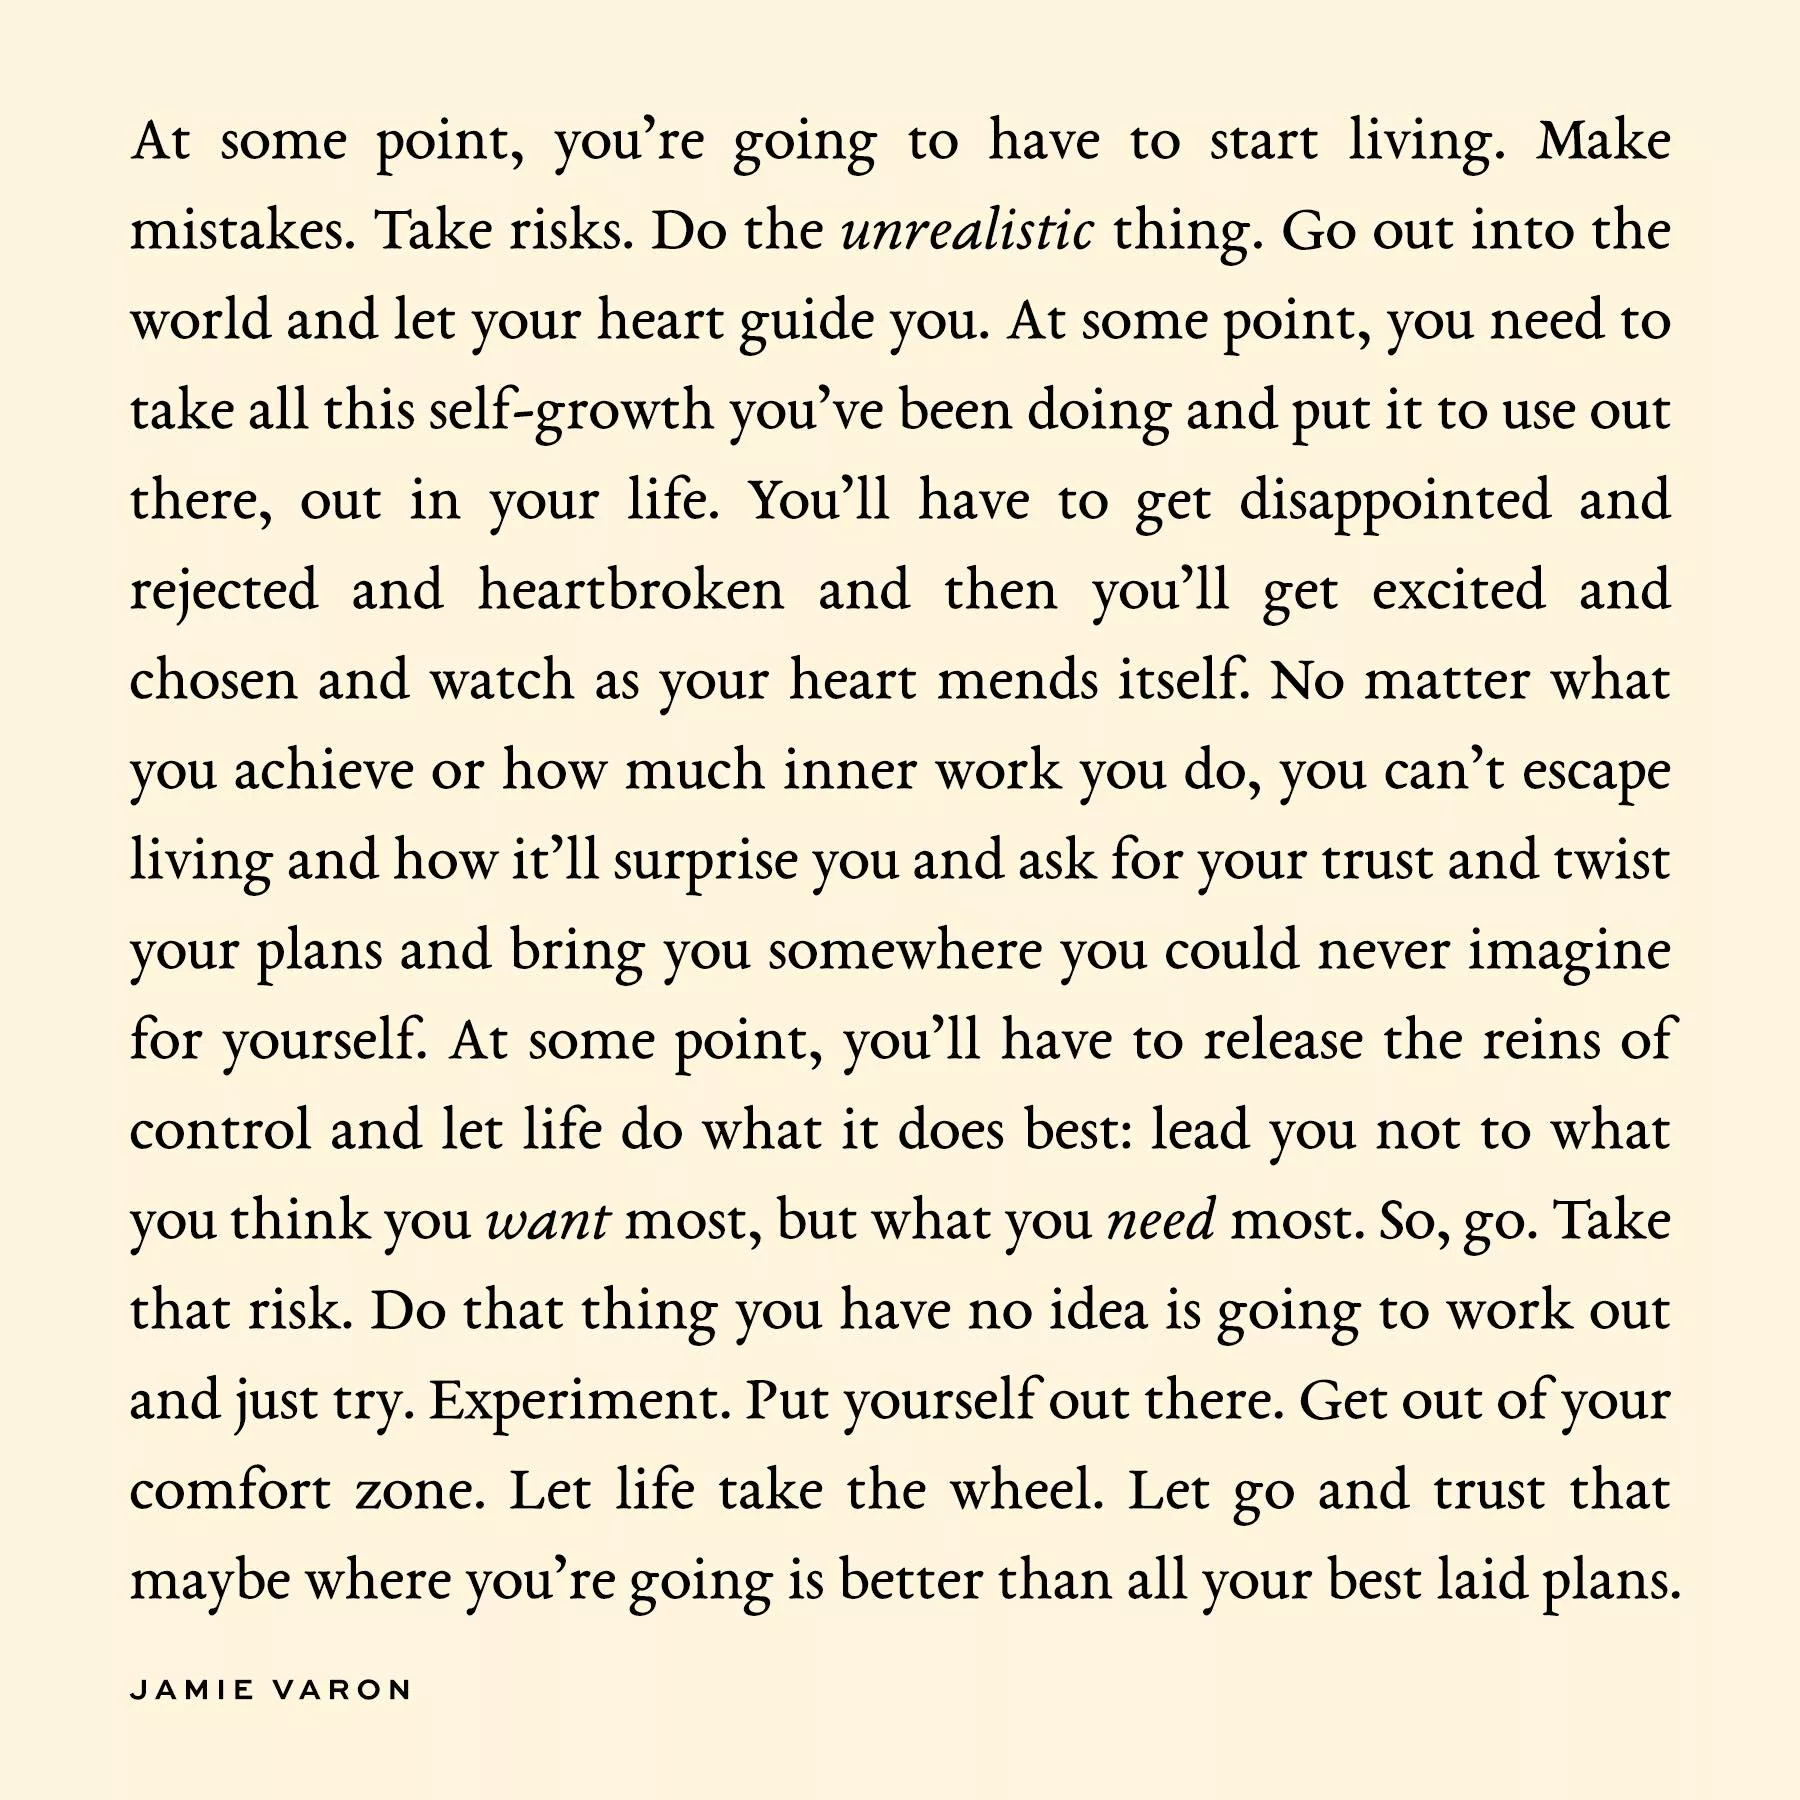 At some point, you’re going to have to start living. Make
mistakes. Take risks. Do the unrealistic thing. Go out into the
world and let your heart guide you. At some point, you need to
take all this self-growth you’ve been doing and put it to use out
there, out in your life. You’ll have to get disappointed and
rejected and heartbroken and then you’ll get excited and
chosen and watch as your heart mends itself. No matter what
you achieve or how much inner work you do, you can’t escape
living and how it’ll surprise you and ask for your trust and twist
your plans and bring you somewhere you could never imagine
for yourself. At some point, you’ll have to release the reins of
control and let life do what it does best: lead you not to what
you think you want most, but what you need most. So, go. Take
that risk. Do that thing you have no idea is going to work out
and just try. Experiment. Put yourself out there. Get out of your
comfort zone. Let life take the wheel. Let go and trust that
maybe where you’re going is better than all your best laid plans.
JAMIE VARON